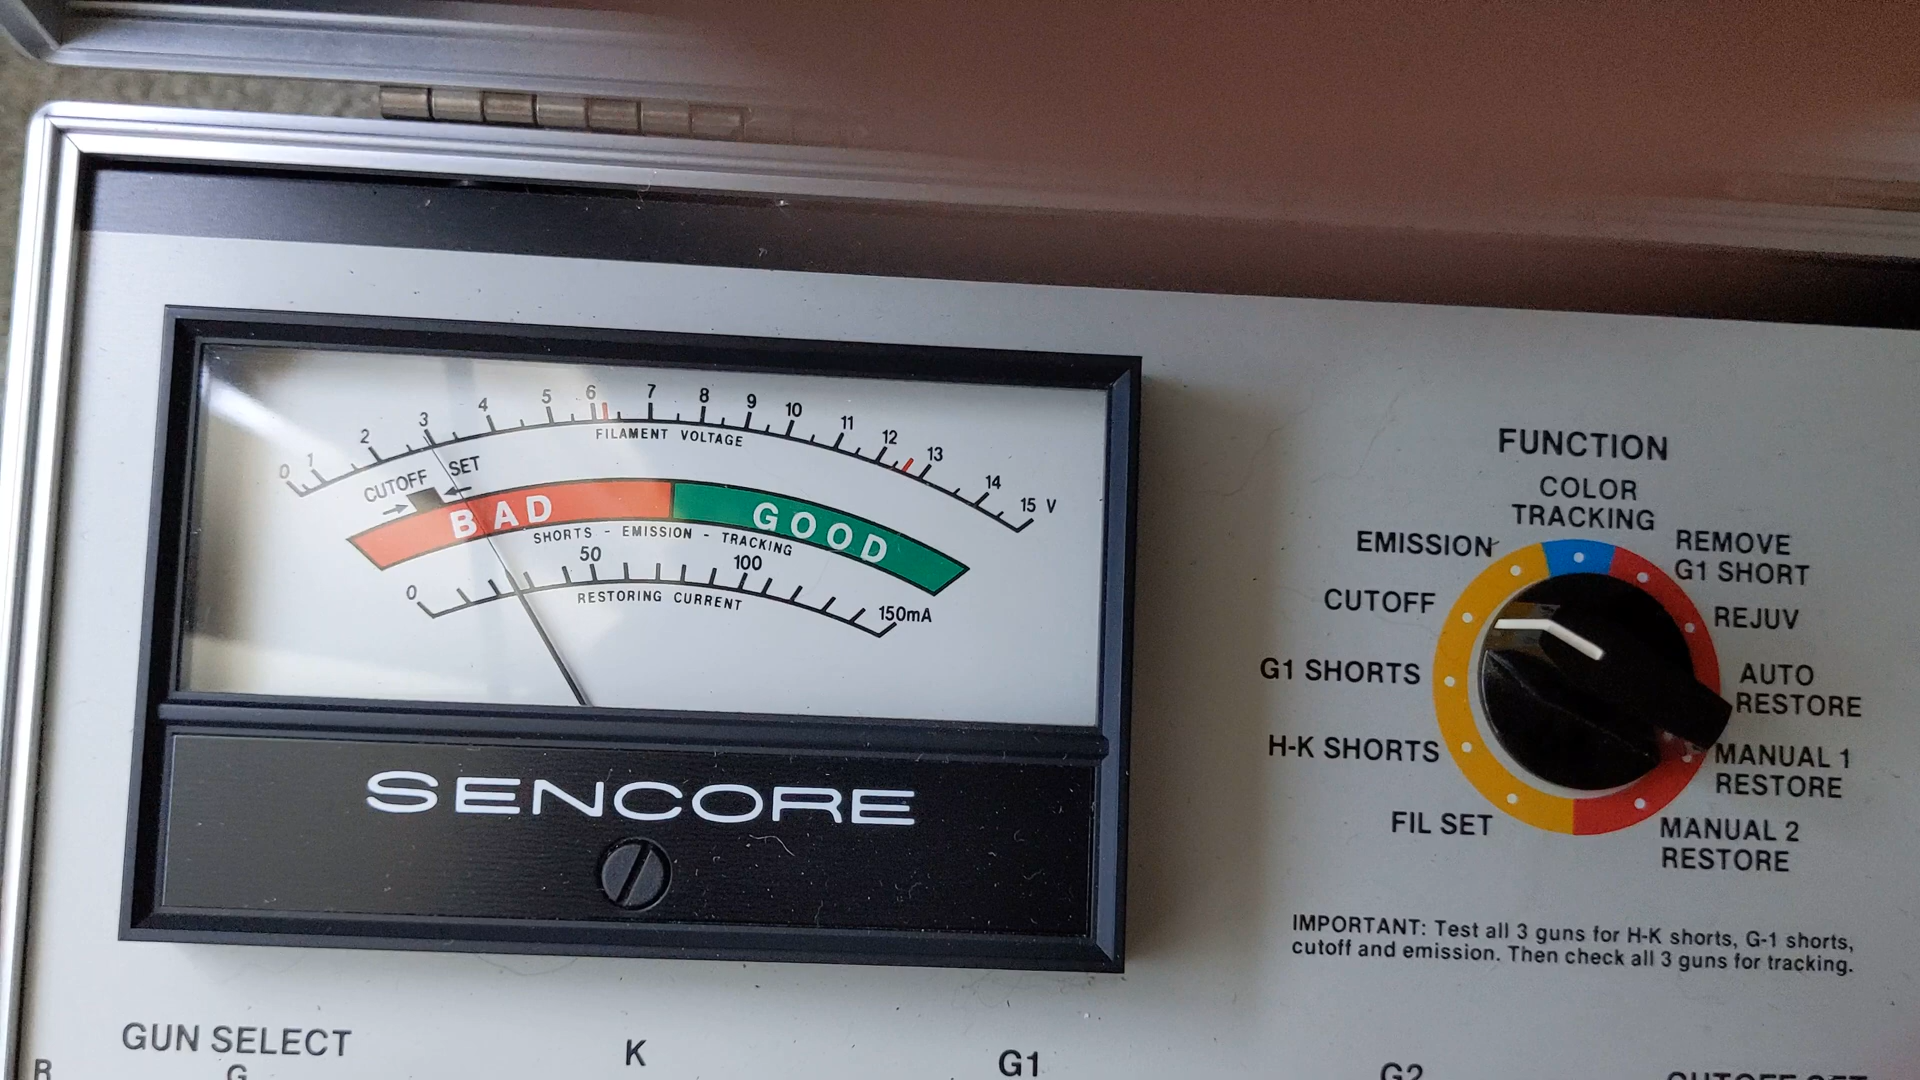 0 1 2 3 4 5 6 7 8 9 10 11 12 13 14 15 V
FILAMENT VOLTAGE
CUTOFF SET
BAD GOOD
SHORTS - EMISSION - TRACKING
0 50 100 150mA
RESTORING CURRENT
SENCORE
FUNCTION
COLOR
TRACKING
EMISSION
REMOVE
G1 SHORT
CUTOFF
REJUV
G1 SHORTS
AUTO
RESTORE
H-K SHORTS
MANUAL 1
RESTORE
FIL SET
MANUAL 2
RESTORE
IMPORTANT: Test all 3 guns for H-K shorts, G-1 shorts,
cutoff and emission. Then check all 3 guns for tracking.
GUN SELECT
R G
K
G1
G2